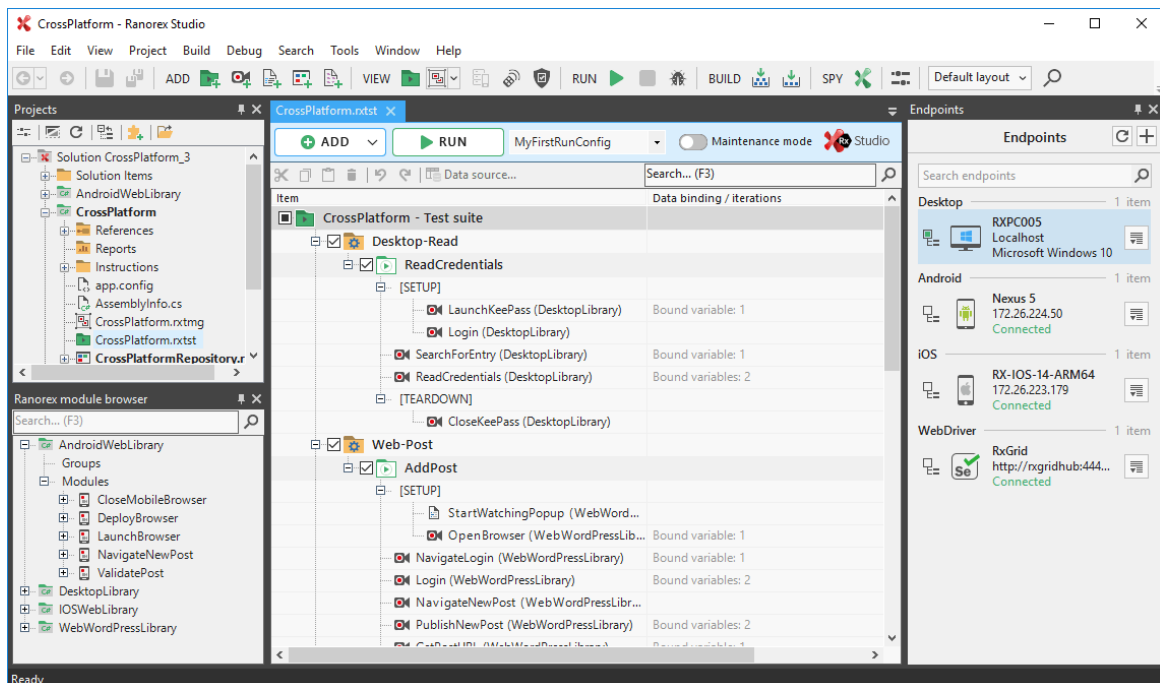 CrossPlatform - Ranorex Studio
File Edit View Project Build Debug Search Tools Window Help
ADD VIEW RUN BUILD SPY Default layout
Projects
Solution CrossPlatform_3
Solution Items
AndroidWebLibrary
CrossPlatform
References
Reports
Instructions
app.config
AssemblyInfo.cs
CrossPlatform.rxtmg
CrossPlatform.rxtst
CrossPlatformRepository.r
Ranorex module browser
Search... (F3)
AndroidWebLibrary
Groups
Modules
CloseMobileBrowser
DeployBrowser
LaunchBrowser
NavigateNewPost
ValidatePost
DesktopLibrary
IOSWebLibrary
WebWordPressLibrary
CrossPlatform.rxtst
ADD RUN MyFirstRunConfig Maintenance mode Rx Studio
Data source... Search... (F3)
Item Data binding / iterations
CrossPlatform - Test suite
Desktop-Read
ReadCredentials
[SETUP]
LaunchKeePass (DesktopLibrary) Bound variable: 1
Login (DesktopLibrary)
SearchForEntry (DesktopLibrary) Bound variable: 1
ReadCredentials (DesktopLibrary) Bound variables: 2
[TEARDOWN]
CloseKeePass (DesktopLibrary)
Web-Post
AddPost
[SETUP]
StartWatchingPopup (WebWord...
OpenBrowser (WebWordPressLib... Bound variable: 1
NavigateLogin (WebWordPressLibrary) Bound variable: 1
Login (WebWordPressLibrary) Bound variables: 2
NavigateNewPost (WebWordPressLibr...
PublishNewPost (WebWordPressLibrary) Bound variables: 2
GetPostURL (WebWordPressLibrary) Bound variable: 1
Endpoints
Endpoints
Search endpoints
Desktop 1 item
RXPC005
Localhost
Microsoft Windows 10
Android 1 item
Nexus 5
172.26.224.50
Connected
iOS 1 item
RX-IOS-14-ARM64
172.26.223.179
Connected
WebDriver 1 item
Se
RxGrid
http://rxgridhub:444...
Connected
Ready